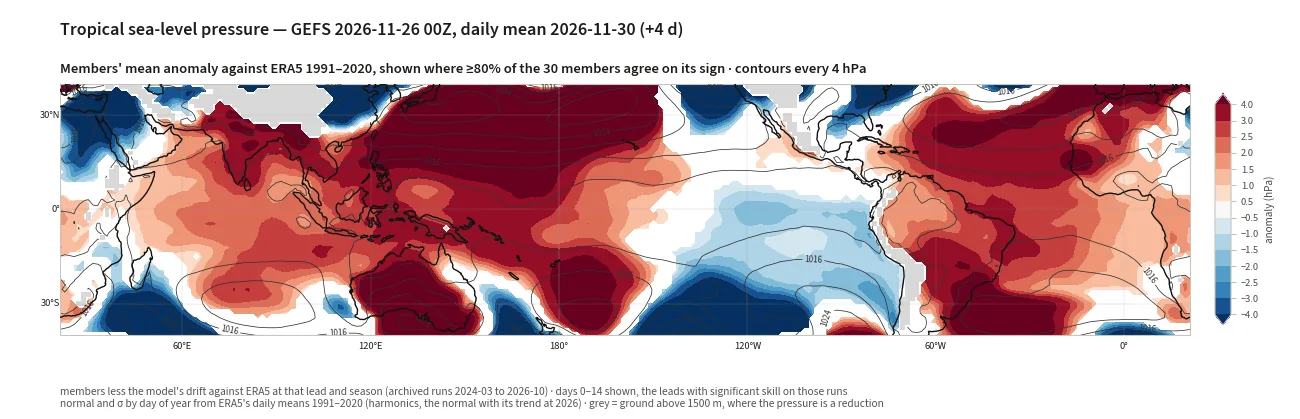 Tropical sea-level pressure — GEFS 2026-11-26 00Z, daily mean 2026-11-30 (+4 d)
Members' mean anomaly against ERA5 1991–2020, shown where ≥80% of the 30 members agree on its sign · contours every 4 hPa
30°N
0°
30°S
60°E
120°E
180°
120°W
60°W
0°
1016
1016
1016
1016
1016
1024
1016
1016
4.0
3.0
2.5
2.0
1.5
1.0
0.5
−0.5
−1.0
−1.5
−2.0
−2.5
−3.0
−4.0
anomaly (hPa)
members less the model's drift against ERA5 at that lead and season (archived runs 2024-03 to 2026-10) · days 0–14 shown, the leads with significant skill on those runs
normal and σ by day of year from ERA5's daily means 1991–2020 (harmonics, the normal with its trend at 2026) · grey = ground above 1500 m, where the pressure is a reduction